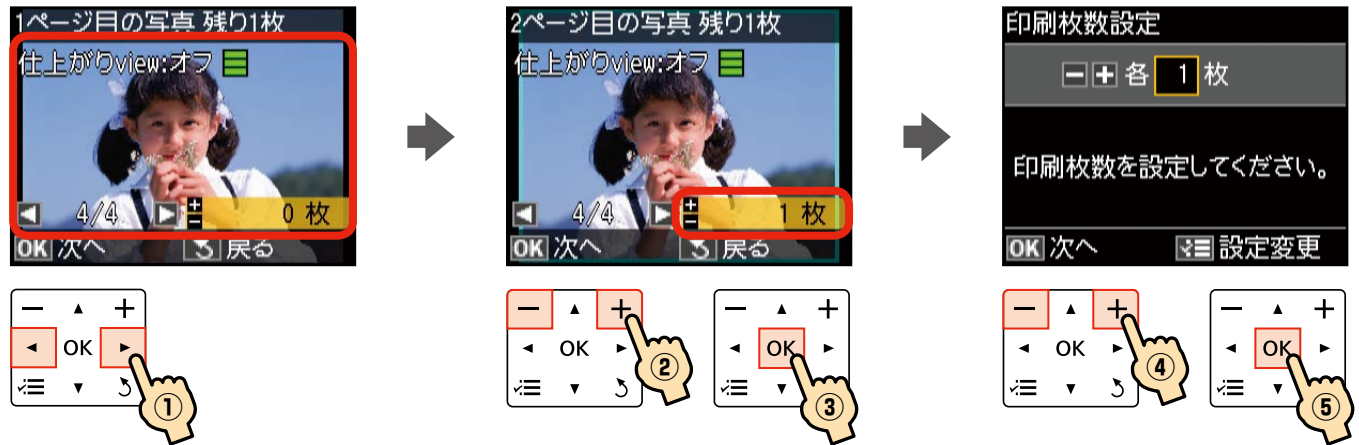 1ページ目の写真 残り1枚
仕上がりview:オフ
4/4
+
−
0 枚
OK 次へ
戻る
− +
OK
①
2ページ目の写真 残り1枚
仕上がりview:オフ
4/4
+
−
1 枚
OK 次へ
戻る
− +
OK
②
− +
OK
③
印刷枚数設定
− + 各 1 枚
印刷枚数を設定してください。
OK 次へ
設定変更
− +
OK
④
− +
OK
⑤